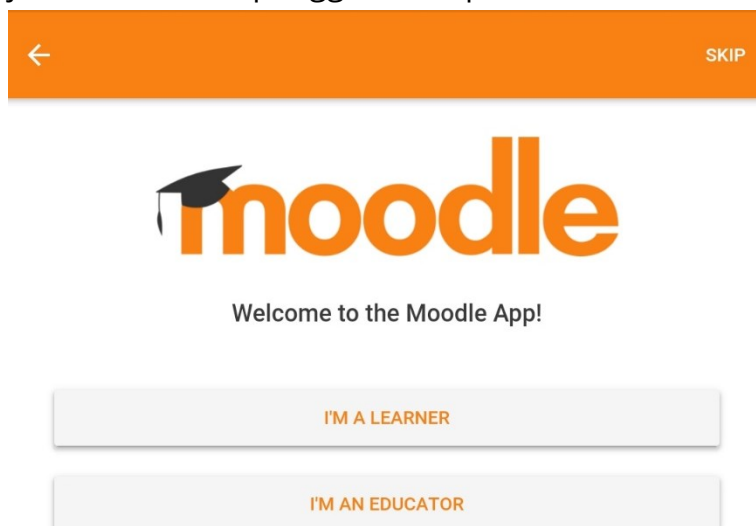 SKIP
moodle
Welcome to the Moodle App!
I'M A LEARNER
I'M AN EDUCATOR